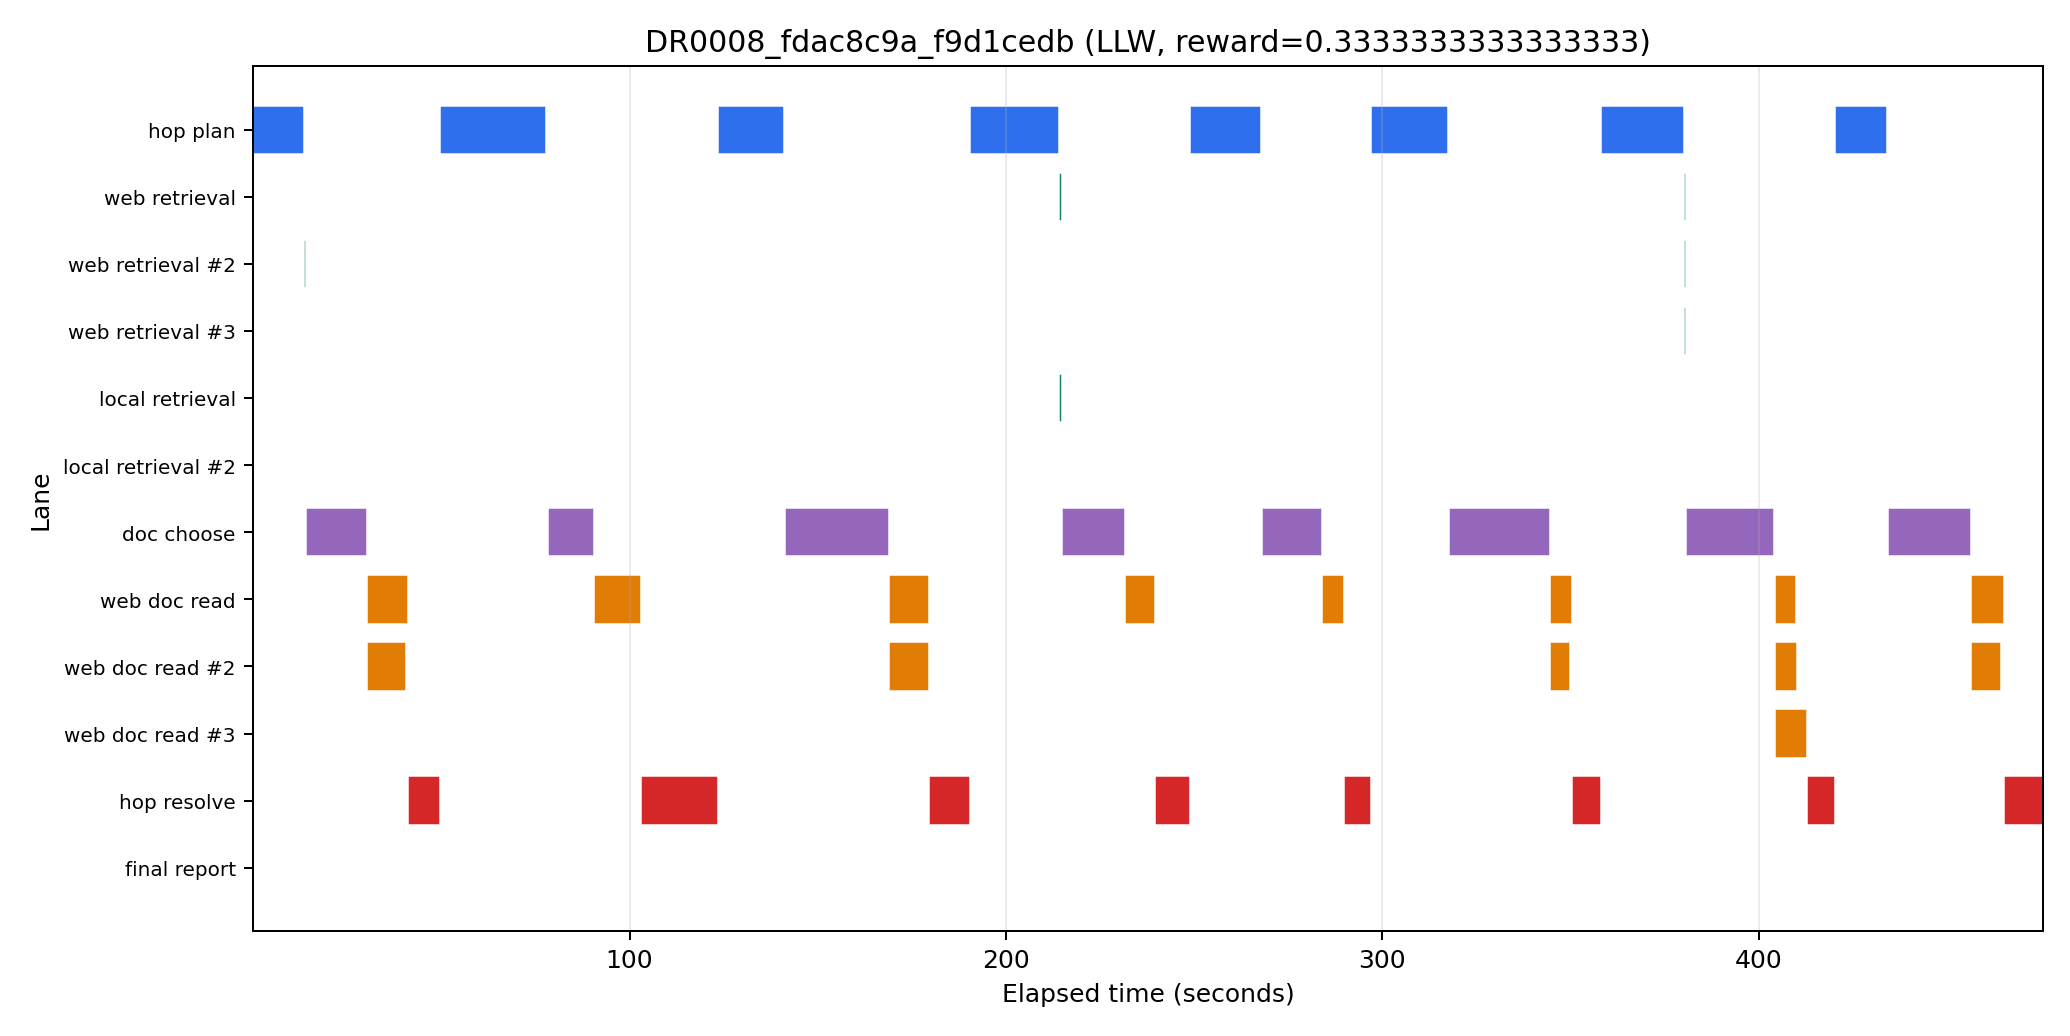 DR0008_fdac8c9a_f9d1cedb (LLW, reward=0.3333333333333333)
Lane
hop plan
web retrieval
web retrieval #2
web retrieval #3
local retrieval
local retrieval #2
doc choose
web doc read
web doc read #2
web doc read #3
hop resolve
final report
100
200
300
400
Elapsed time (seconds)